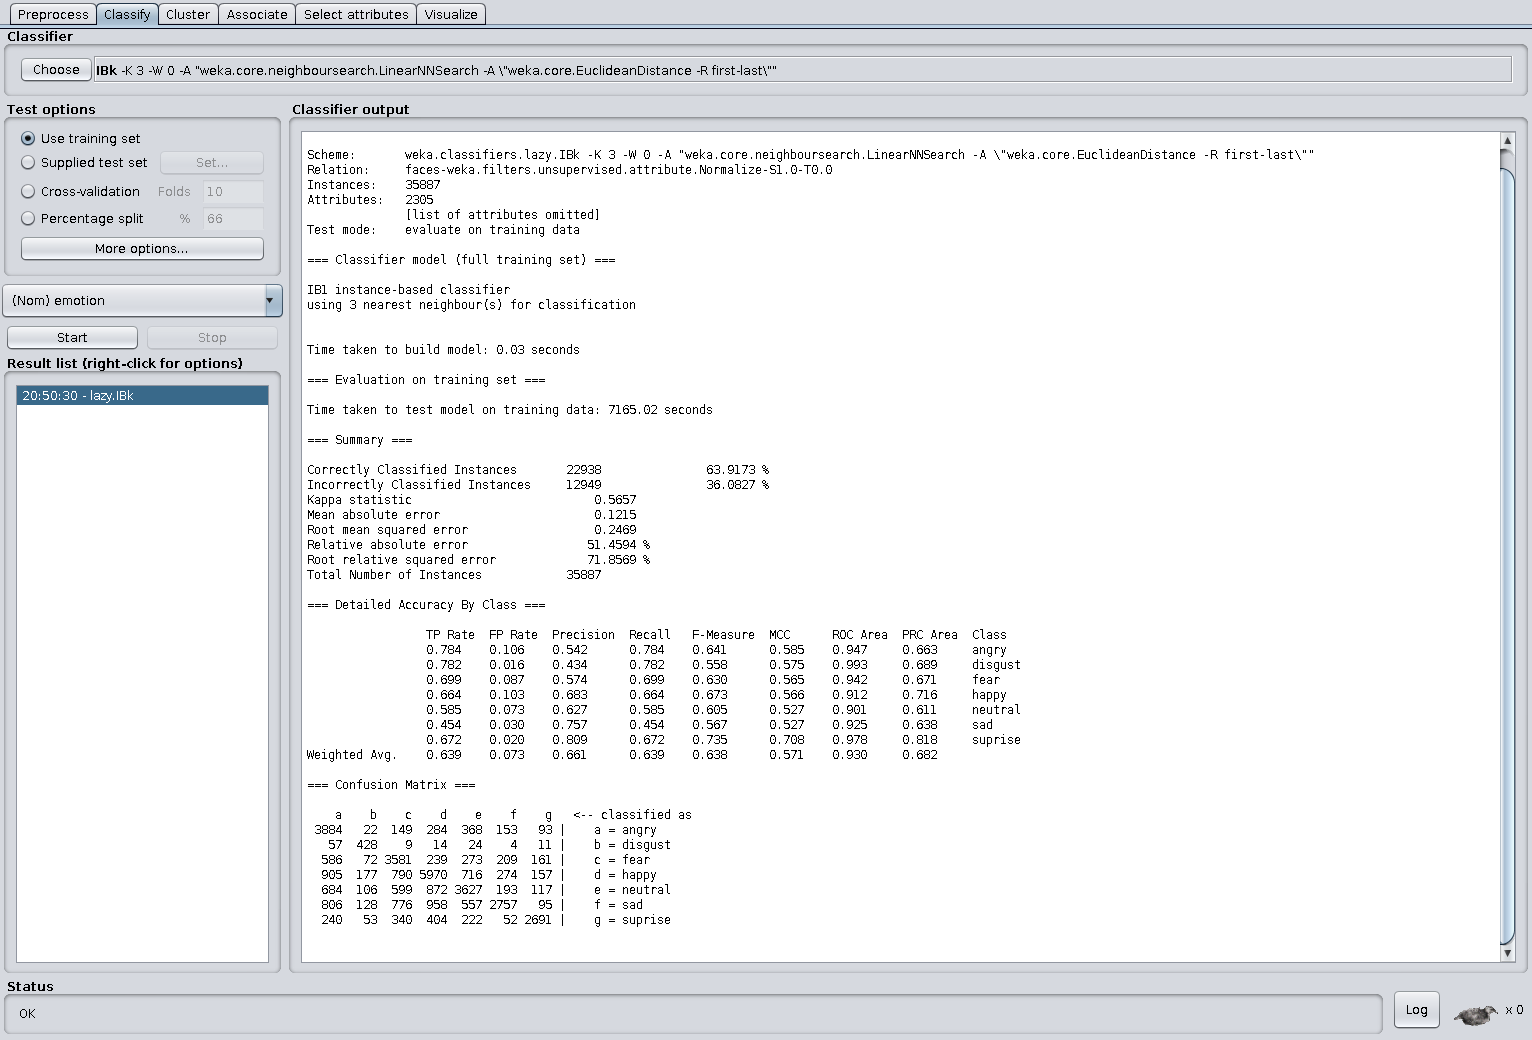 Preprocess Classify Cluster Associate Select attributes Visualize
Classifier
Choose IBk -K 3 -W 0 -A "weka.core.neighboursearch.LinearNNSearch -A \"weka.core.EuclideanDistance -R first-last\""
Test options
Use training set
Supplied test set Set...
Cross-validation Folds 10
Percentage split % 66
More options...
(Nom) emotion
Start Stop
Result list (right-click for options)
20:50:30 - lazy.IBk
Classifier output
Scheme: weka.classifiers.lazy.IBk -K 3 -W 0 -A "weka.core.neighboursearch.LinearNNSearch -A \"weka.core.EuclideanDistance -R first-last\""
Relation: faces-weka.filters.unsupervised.attribute.Normalize-S1.0-T0.0
Instances: 35887
Attributes: 2305
[list of attributes omitted]
Test mode: evaluate on training data
=== Classifier model (full training set) ===
IB1 instance-based classifier
using 3 nearest neighbour(s) for classification
Time taken to build model: 0.03 seconds
=== Evaluation on training set ===
Time taken to test model on training data: 7165.02 seconds
=== Summary ===
Correctly Classified Instances 22938 63.9173 %
Incorrectly Classified Instances 12949 36.0827 %
Kappa statistic 0.5657
Mean absolute error 0.1215
Root mean squared error 0.2469
Relative absolute error 51.4594 %
Root relative squared error 71.8569 %
Total Number of Instances 35887
=== Detailed Accuracy By Class ===
TP Rate FP Rate Precision Recall F-Measure MCC ROC Area PRC Area Class
0.784 0.106 0.542 0.784 0.641 0.585 0.947 0.663 angry
0.782 0.016 0.434 0.782 0.558 0.575 0.993 0.689 disgust
0.699 0.087 0.574 0.699 0.630 0.565 0.942 0.671 fear
0.664 0.103 0.683 0.664 0.673 0.566 0.912 0.716 happy
0.585 0.073 0.627 0.585 0.605 0.527 0.901 0.611 neutral
0.454 0.030 0.757 0.454 0.567 0.527 0.925 0.638 sad
0.672 0.020 0.809 0.672 0.735 0.708 0.978 0.818 suprise
Weighted Avg. 0.639 0.073 0.661 0.639 0.638 0.571 0.930 0.682
=== Confusion Matrix ===
a b c d e f g <-- classified as
3884 22 149 284 368 153 93 | a = angry
57 428 9 14 24 4 11 | b = disgust
586 72 3581 239 273 209 161 | c = fear
905 177 790 5970 716 274 157 | d = happy
684 106 599 872 3627 193 117 | e = neutral
806 128 776 958 557 2757 95 | f = sad
240 53 340 404 222 52 2691 | g = suprise
Status
OK
Log x 0